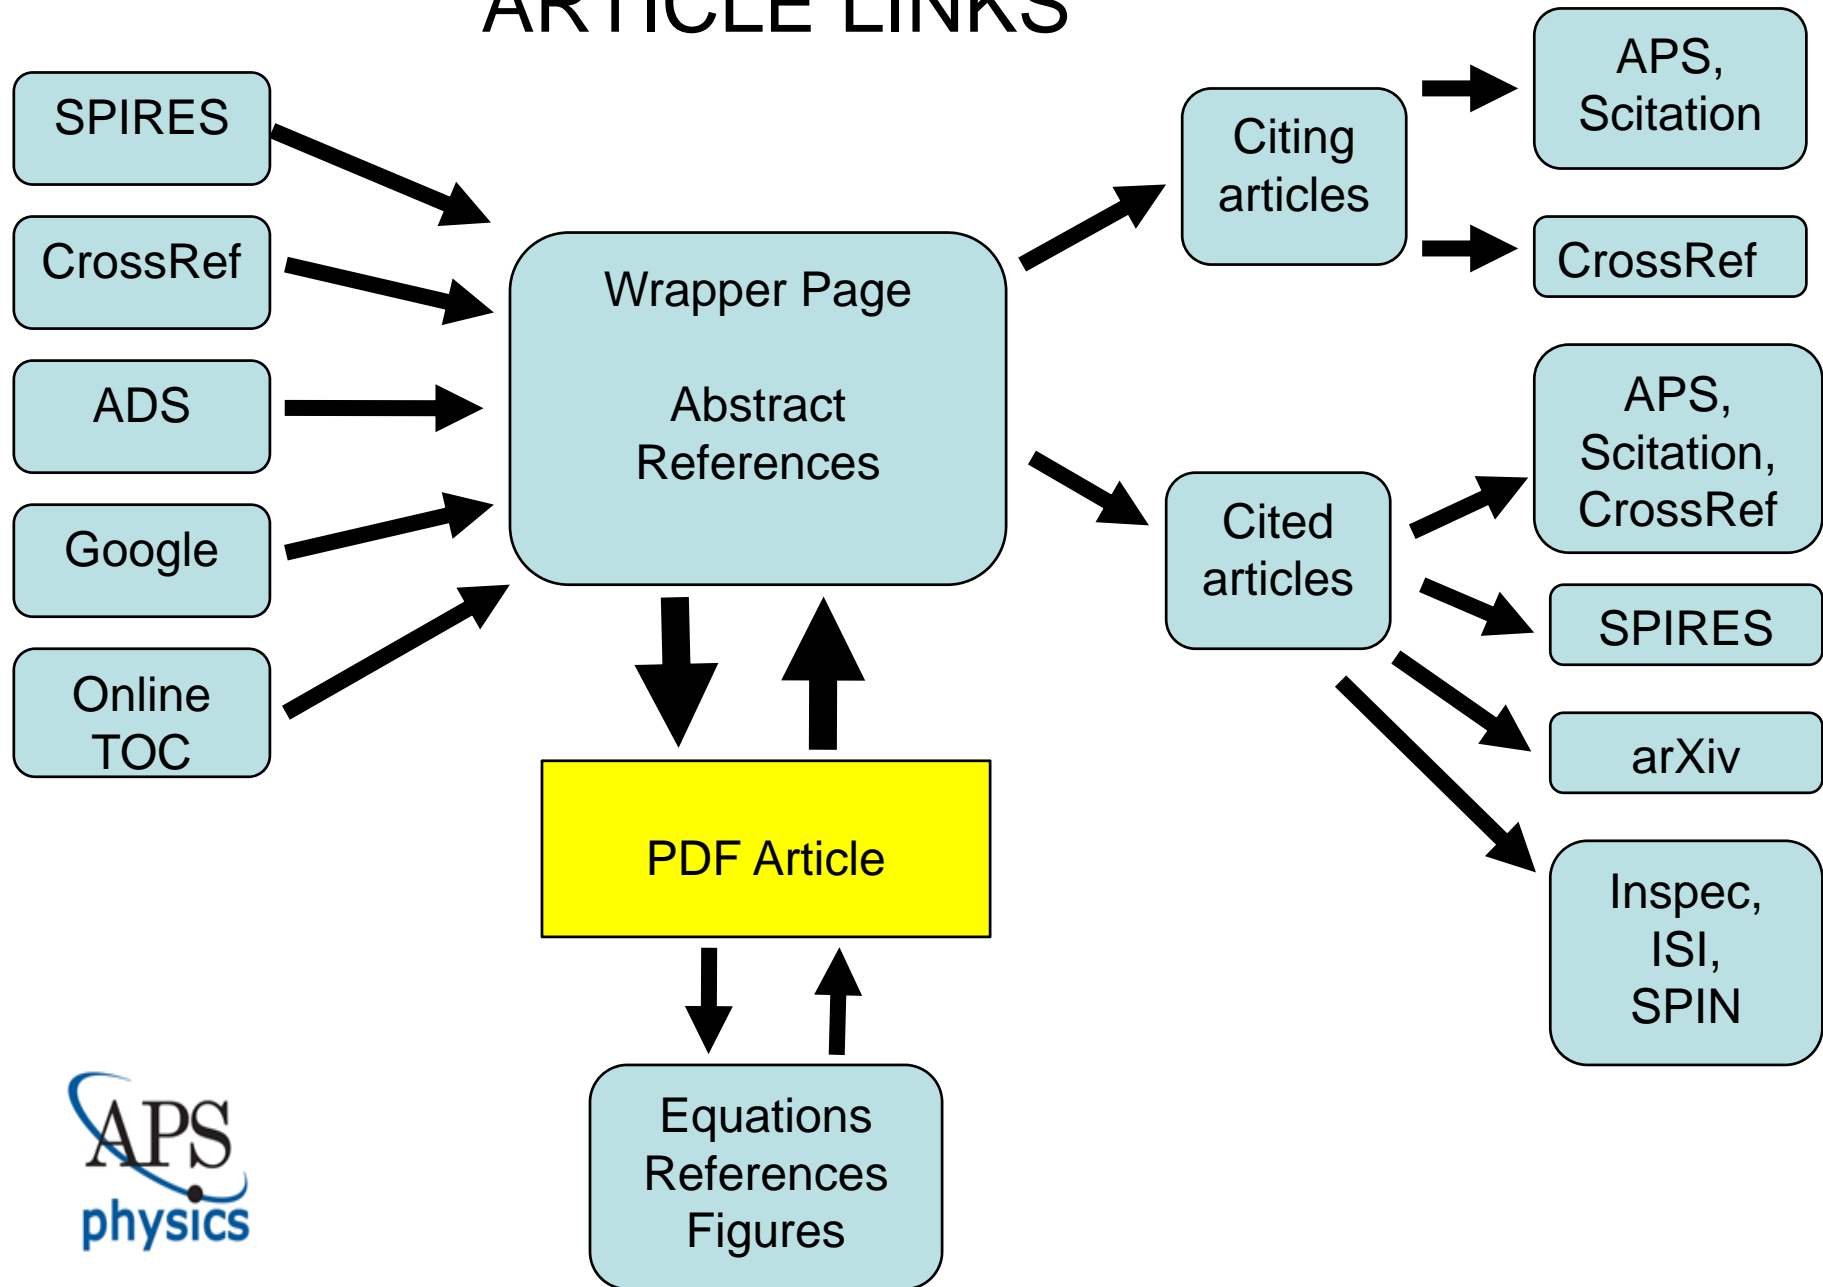 ARTICLE LINKS
SPIRES
CrossRef
ADS
Google
Online
TOC
Wrapper Page
Abstract
References
PDF Article
Equations
References
Figures
Citing
articles
APS,
Scitation
CrossRef
Cited
articles
APS,
Scitation,
CrossRef
SPIRES
arXiv
Inspec,
ISI,
SPIN
APS
physics